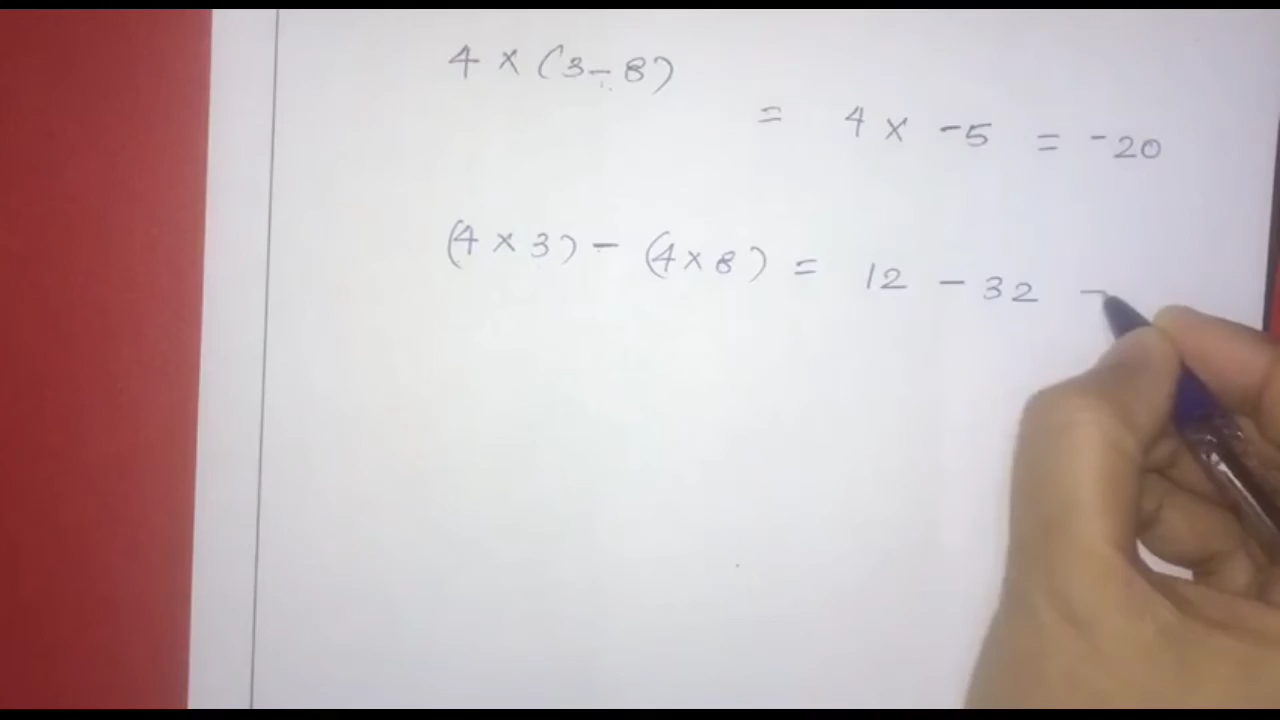 4 × (3 - 8)
= 4 × -5 = -20
(4 × 3) - (4 × 8) = 12 - 32